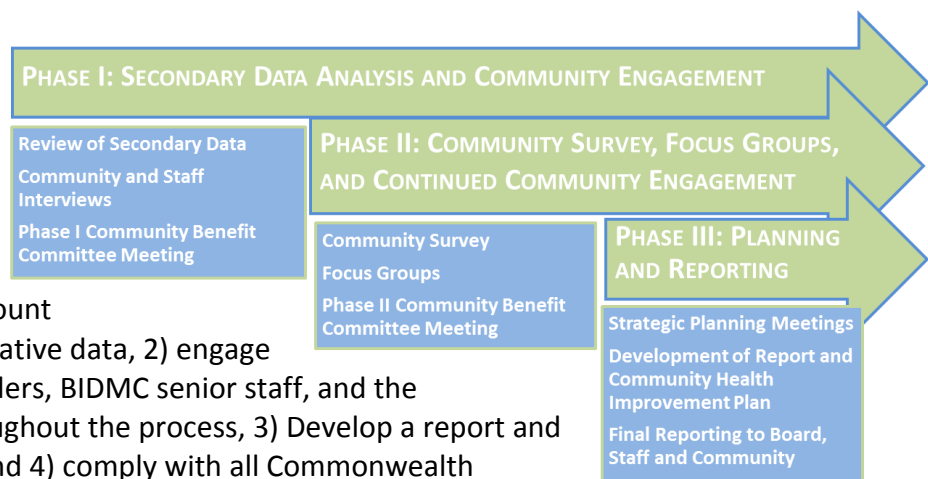 PHASE I: SECONDARY DATA ANALYSIS AND COMMUNITY ENGAGEMENT
Review of Secondary Data
Community and Staff
Interviews
Phase I Community Benefit
Committee Meeting
PHASE II: COMMUNITY SURVEY, FOCUS GROUPS,
AND CONTINUED COMMUNITY ENGAGEMENT
Community Survey
Focus Groups
Phase II Community Benefit
Committee Meeting
PHASE III: PLANNING
AND REPORTING
Strategic Planning Meetings
Development of Report and
Community Health
Improvement Plan
Final Reporting to Board,
Staff and Community
ount
ative data, 2) engage
ders, BIDMC senior staff, and the
ughout the process, 3) Develop a report and
nd 4) comply with all Commonwealth